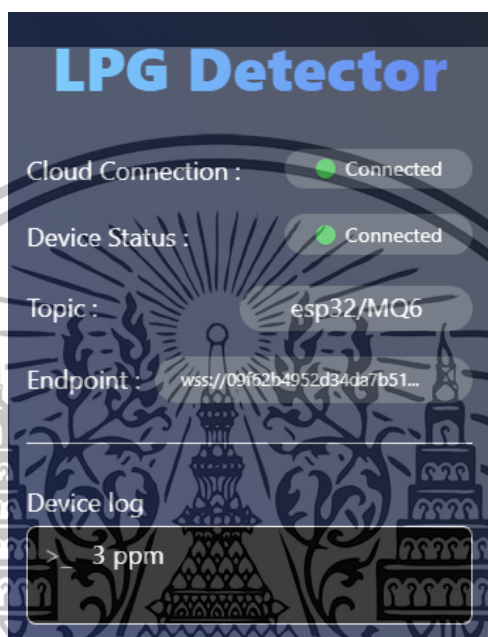 LPG Detector
Cloud Connection : Connected
Device Status : Connected
Topic : esp32/MQ6
Endpoint : wss://09f62b4952d34da7b51...
Device log
>_ 3 ppm